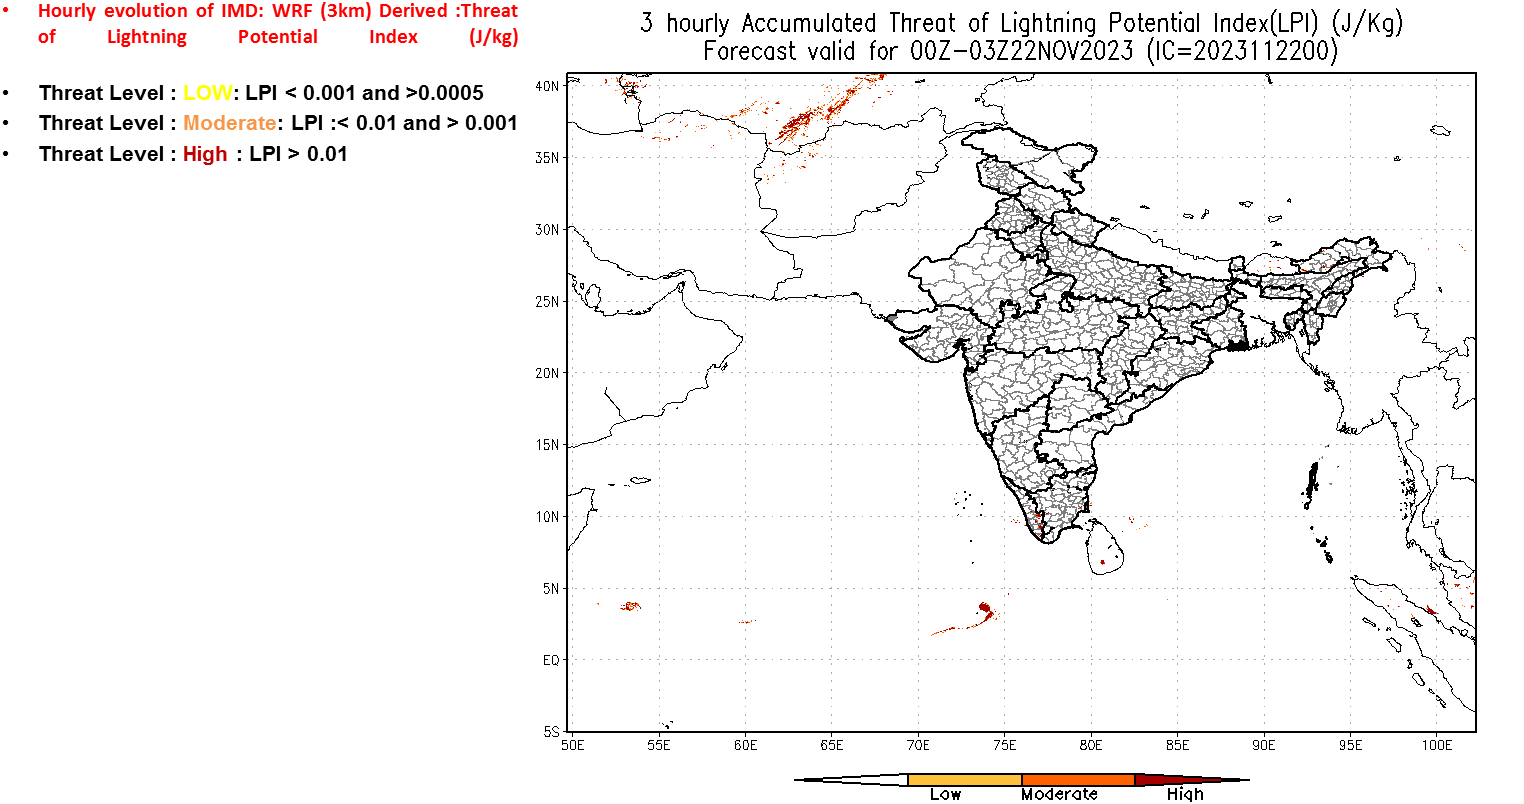 • Hourly evolution of IMD: WRF (3km) Derived :Threat
of Lightning Potential Index (J/kg)
• Threat Level : LOW: LPI < 0.001 and >0.0005
• Threat Level : Moderate: LPI :< 0.01 and > 0.001
• Threat Level : High : LPI > 0.01
3 hourly Accumulated Threat of Lightning Potential Index(LPI) (J/Kg)
Forecast valid for 00Z-03Z22NOV2023 (IC=2023112200)
40N
35N
30N
25N
20N
15N
10N
5N
EQ
5S
50E 55E 60E 65E 70E 75E 80E 85E 90E 95E 100E
Low Moderate High